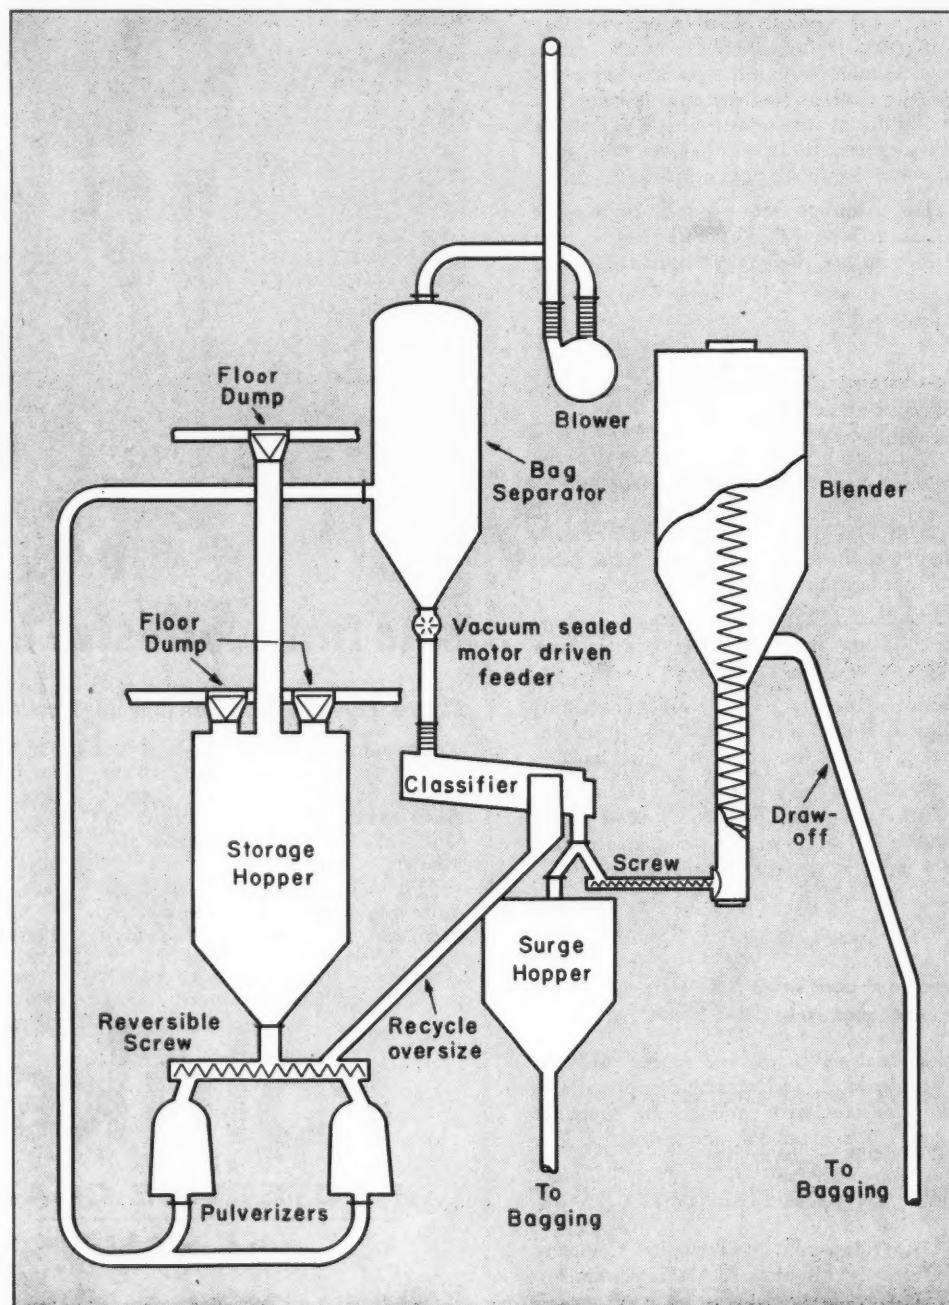 Floor
Dump
Blower
Bag
Separator
Blender
Floor
Dump
Vacuum sealed
motor driven
feeder
Classifier
Draw-
off
Storage
Hopper
Screw
Surge
Hopper
Reversible
Screw
Recycle
oversize
Pulverizers
To
Bagging
To
Bagging